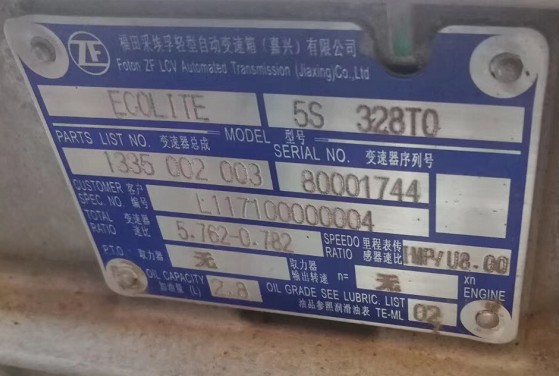 ZF 福田采埃孚轻型自动变速箱（嘉兴）有限公司
Foton ZF LCV Automated Transmission (Jiaxing)Co.,Ltd
ECOLITE 5S 328TO
PARTS LIST NO. 变速器总成 MODEL 型号 SERIAL NO. 变速器序列号
1335 002 003 80001744
CUSTOMER 客户
SPEC NO. 编号 L117100000004
TOTAL 变速器
RATIO 速比 5.762-0.782 SPEEDO 里程表传
RATIO 感器速比 IMP/U8.00
P.T.O. 取力器 无 取力器
输出转速 n= 无 xn
ENGINE
OIL CAPACITY
加油量 (L) 2.8 OIL GRADE SEE LUBRIC. LIST
油品参照润滑油表 TE-ML 02